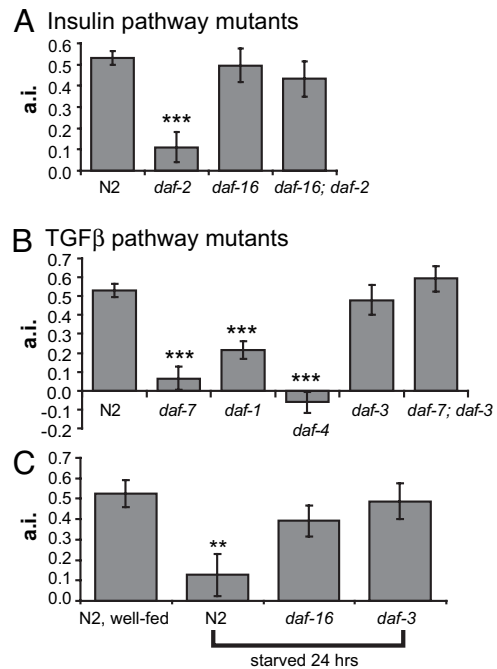 A Insulin pathway mutants
a.i.
0.6
0.5
0.4
0.3
0.2
0.1
0.0
***
N2 daf-2 daf-16 daf-16; daf-2
B TGFβ pathway mutants
a.i.
0.7
0.6
0.5
0.4
0.3
0.2
0.1
0.0
-0.1
-0.2
*** *** ***
N2 daf-7 daf-1 daf-4 daf-3 daf-7; daf-3
C
a.i.
0.7
0.6
0.5
0.4
0.3
0.2
0.1
0.0
**
N2, well-fed N2 daf-16 daf-3
starved 24 hrs